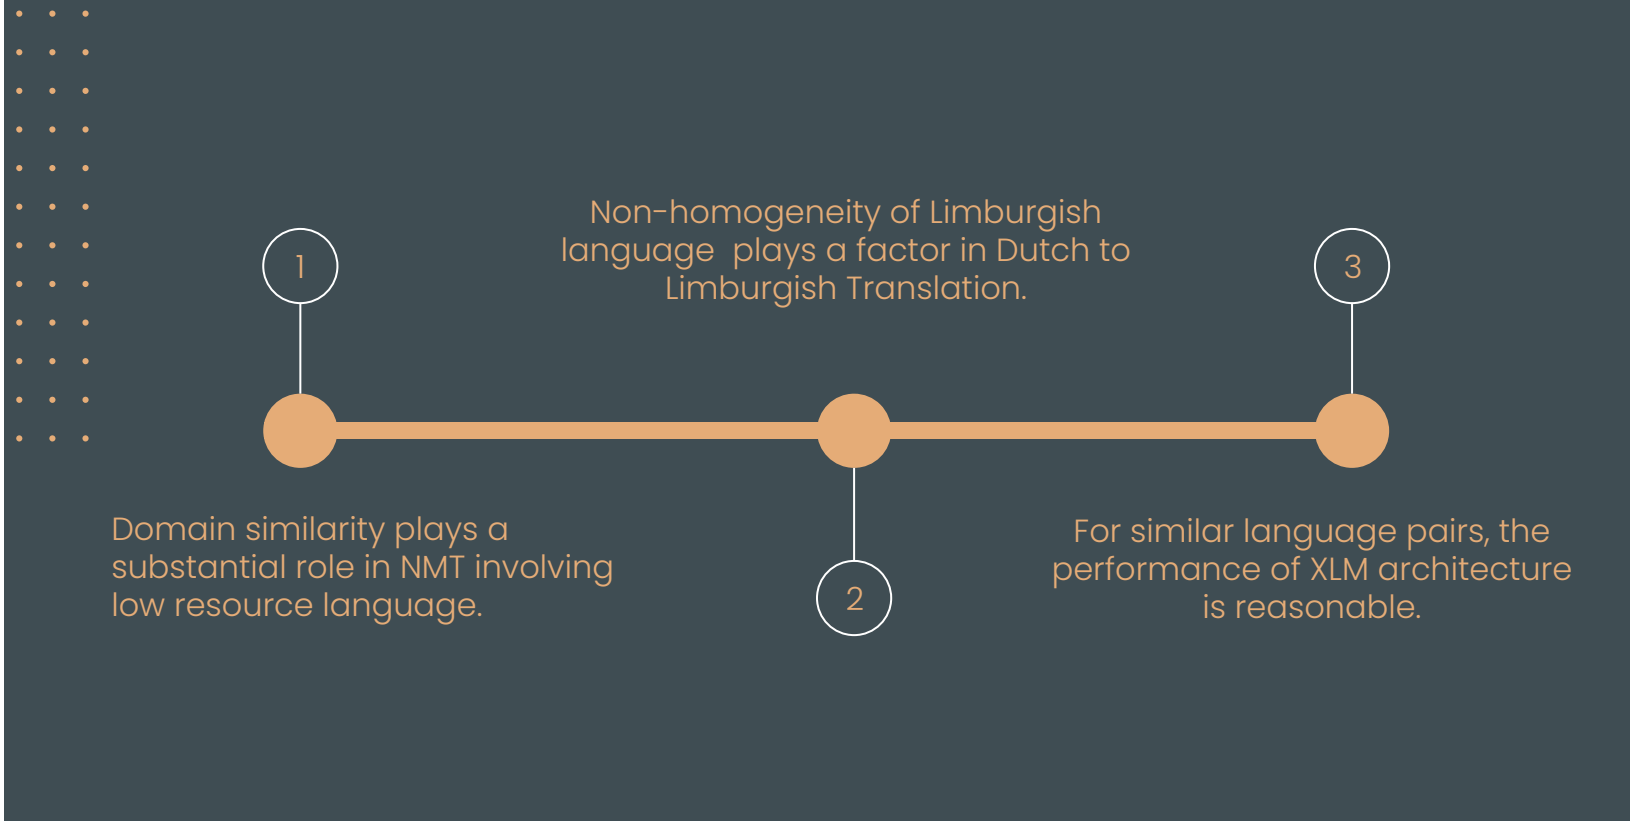 1
Domain similarity plays a
substantial role in NMT involving
low resource language.
Non-homogeneity of Limburgish
language  plays a factor in Dutch to
Limburgish Translation.
2
3
For similar language pairs, the
performance of XLM architecture
is reasonable.